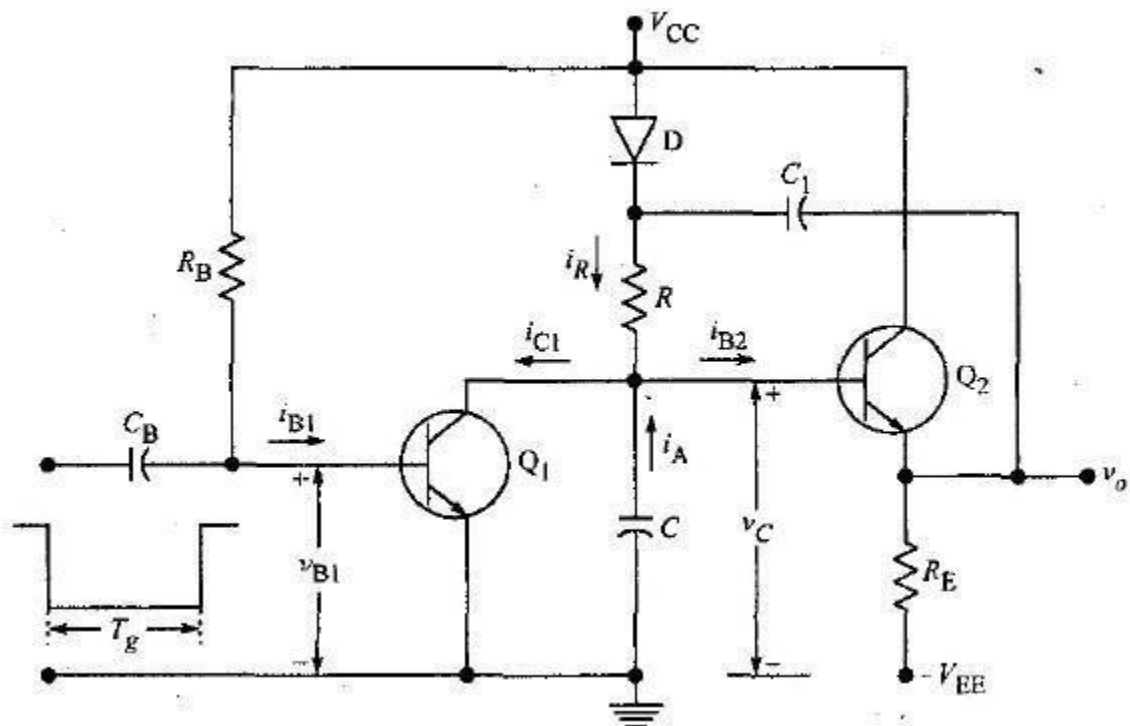 V_CC
D
C_1
R_B
i_R
R
i_C1
i_B2
Q_2
C_B
i_B1
Q_1
i_A
v_o
C
v_C
v_B1
R_E
T_g
- V_EE
+
−
+
−